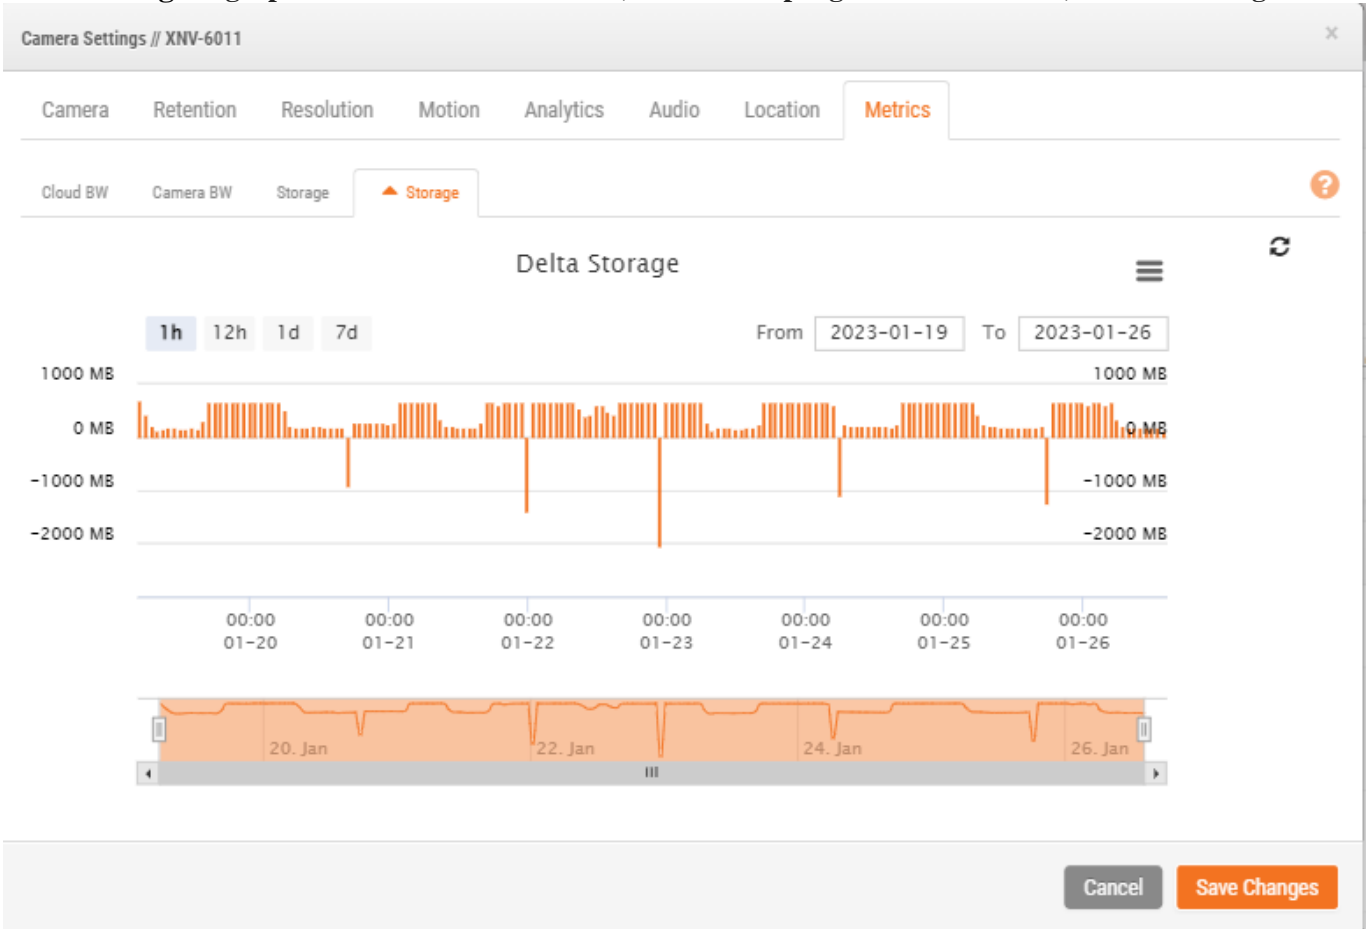 Camera Settings // XNV-6011 ×
Camera Retention Resolution Motion Analytics Audio Location Metrics
Cloud BW Camera BW Storage Storage ?
Delta Storage
1h 12h 1d 7d From 2023-01-19 To 2023-01-26
1000 MB 1000 MB
0 MB 0 MB
-1000 MB -1000 MB
-2000 MB -2000 MB
00:00 00:00 00:00 00:00 00:00 00:00 00:00
01-20 01-21 01-22 01-23 01-24 01-25 01-26
20. Jan 22. Jan 24. Jan 26. Jan
Cancel Save Changes